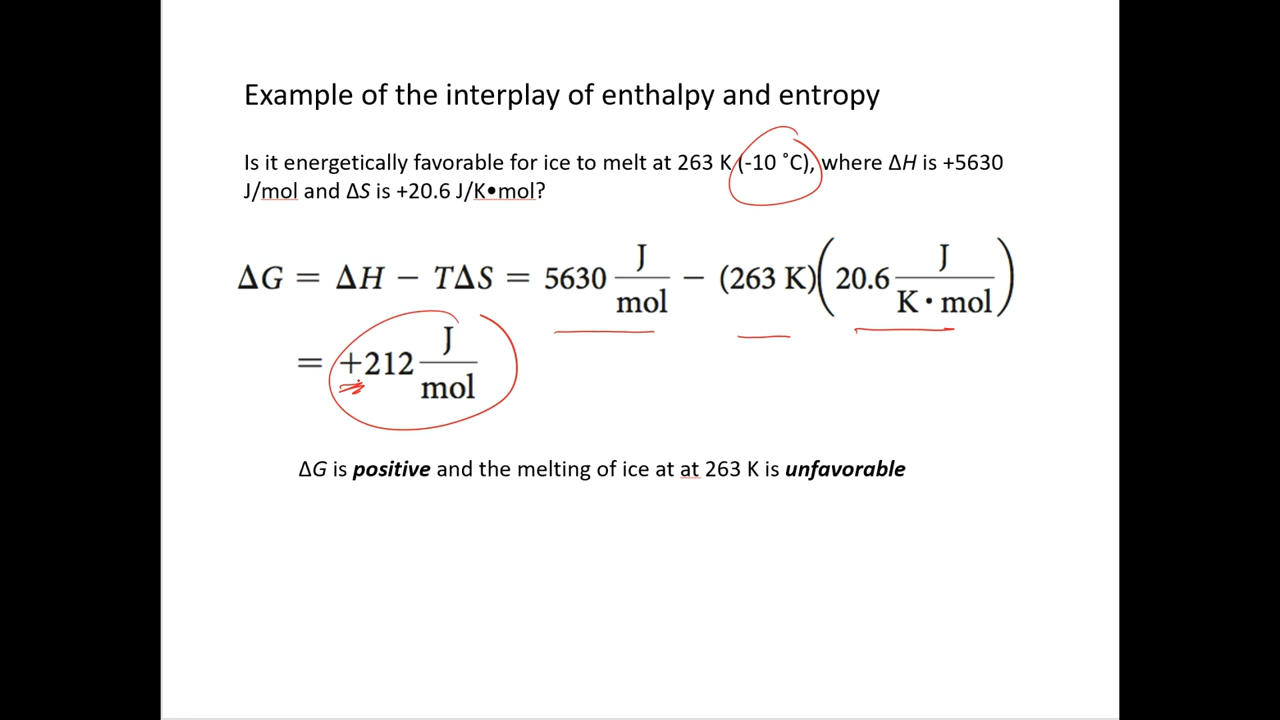 Example of the interplay of enthalpy and entropy
Is it energetically favorable for ice to melt at 263 K (-10 ˚C), where ΔH is +5630
J/mol and ΔS is +20.6 J/K•mol?
ΔG = ΔH − TΔS = 5630 J/mol − (263 K)(20.6 J/K · mol)
= +212 J/mol
ΔG is positive and the melting of ice at at 263 K is unfavorable